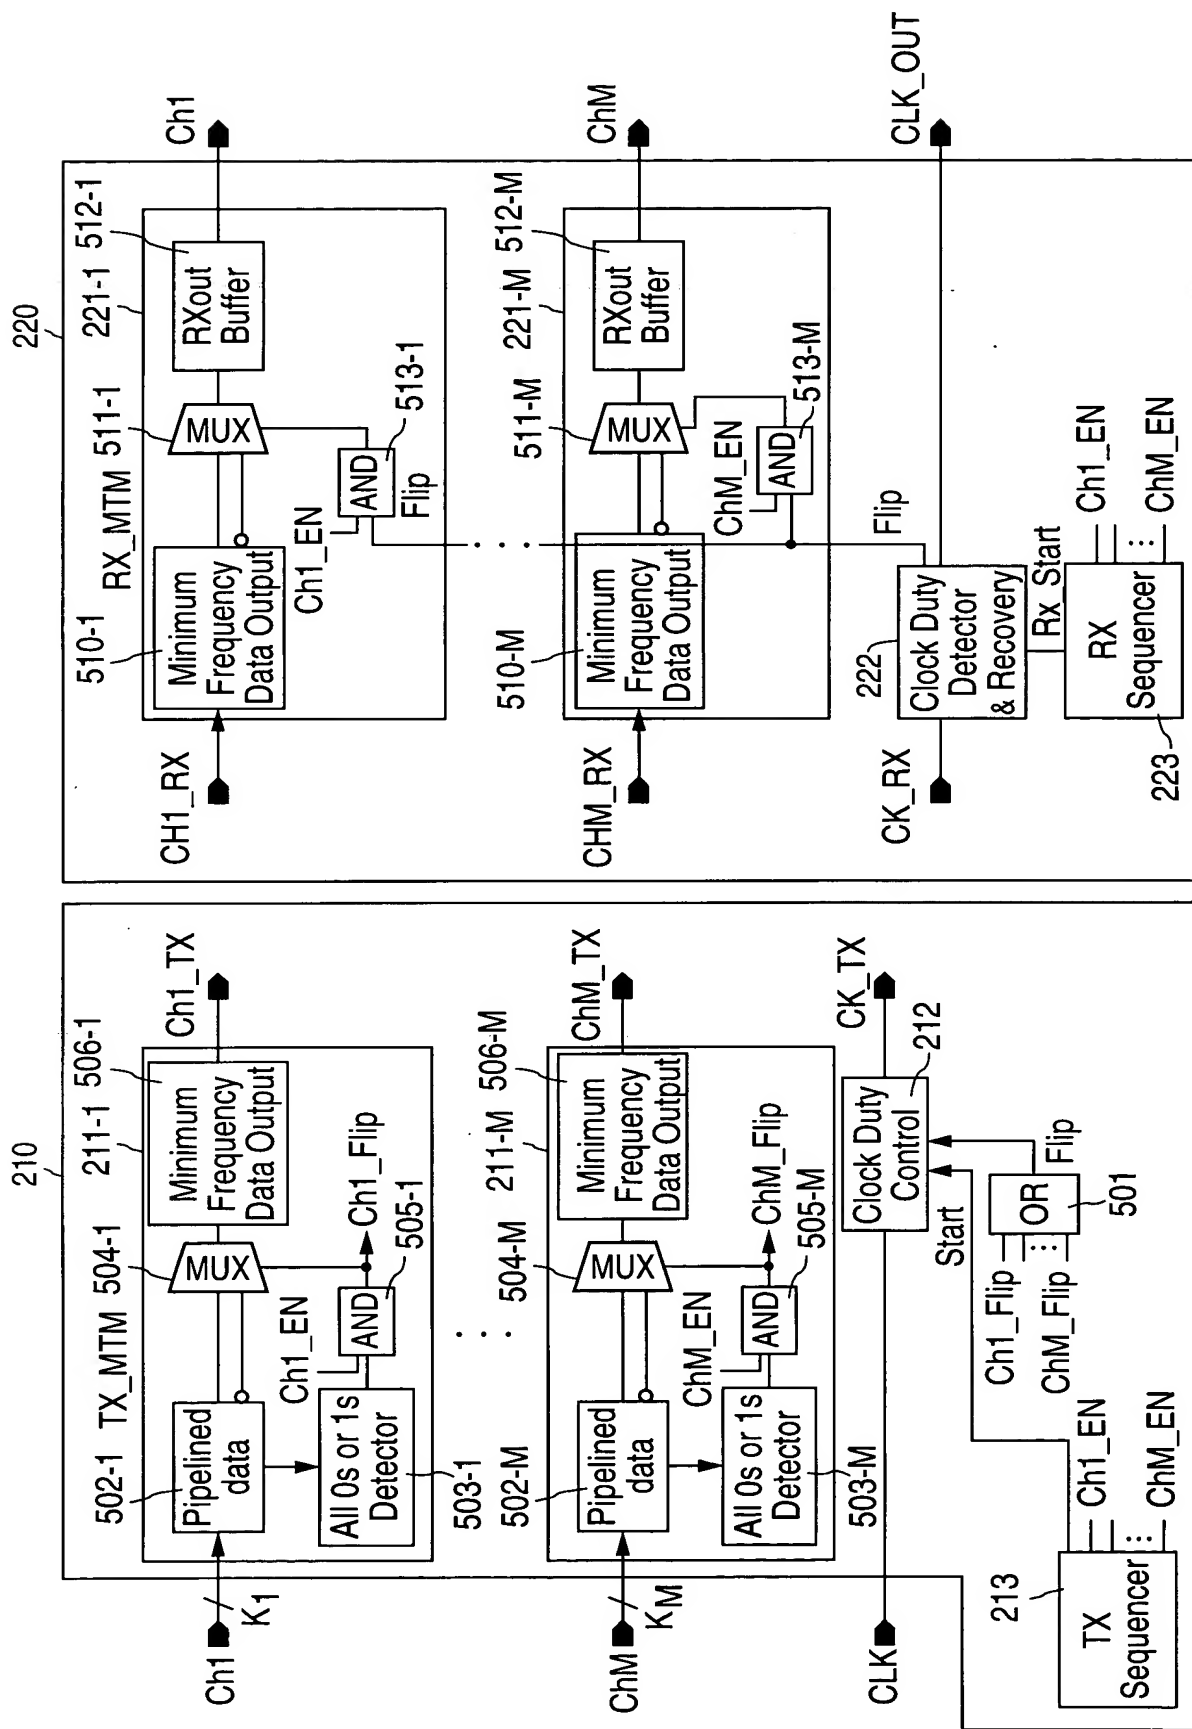 210
Ch1
K1
TX_MTM
502-1
Pipelined
data
504-1
MUX
211-1
506-1
Minimum
Frequency
Data Output
Ch1_TX
All 0s or 1s
Detector
503-1
Ch1_EN
AND
505-1
Ch1_Flip
ChM
KM
502-M
Pipelined
data
504-M
MUX
211-M
506-M
Minimum
Frequency
Data Output
ChM_TX
All 0s or 1s
Detector
503-M
ChM_EN
AND
505-M
ChM_Flip
CLK
Clock Duty
Control
212
CK_TX
Start
Flip
OR
501
Ch1_Flip
ChM_Flip
213
TX
Sequencer
Ch1_EN
ChM_EN
220
CH1_RX
RX_MTM
510-1
Minimum
Frequency
Data Output
511-1
MUX
221-1
512-1
RXout
Buffer
Ch1
Ch1_EN
AND
513-1
Flip
CHM_RX
510-M
Minimum
Frequency
Data Output
511-M
MUX
221-M
512-M
RXout
Buffer
ChM
ChM_EN
AND
513-M
Flip
CK_RX
222
Clock Duty
Detector
& Recovery
CLK_OUT
Rx_Start
RX
Sequencer
223
Ch1_EN
ChM_EN